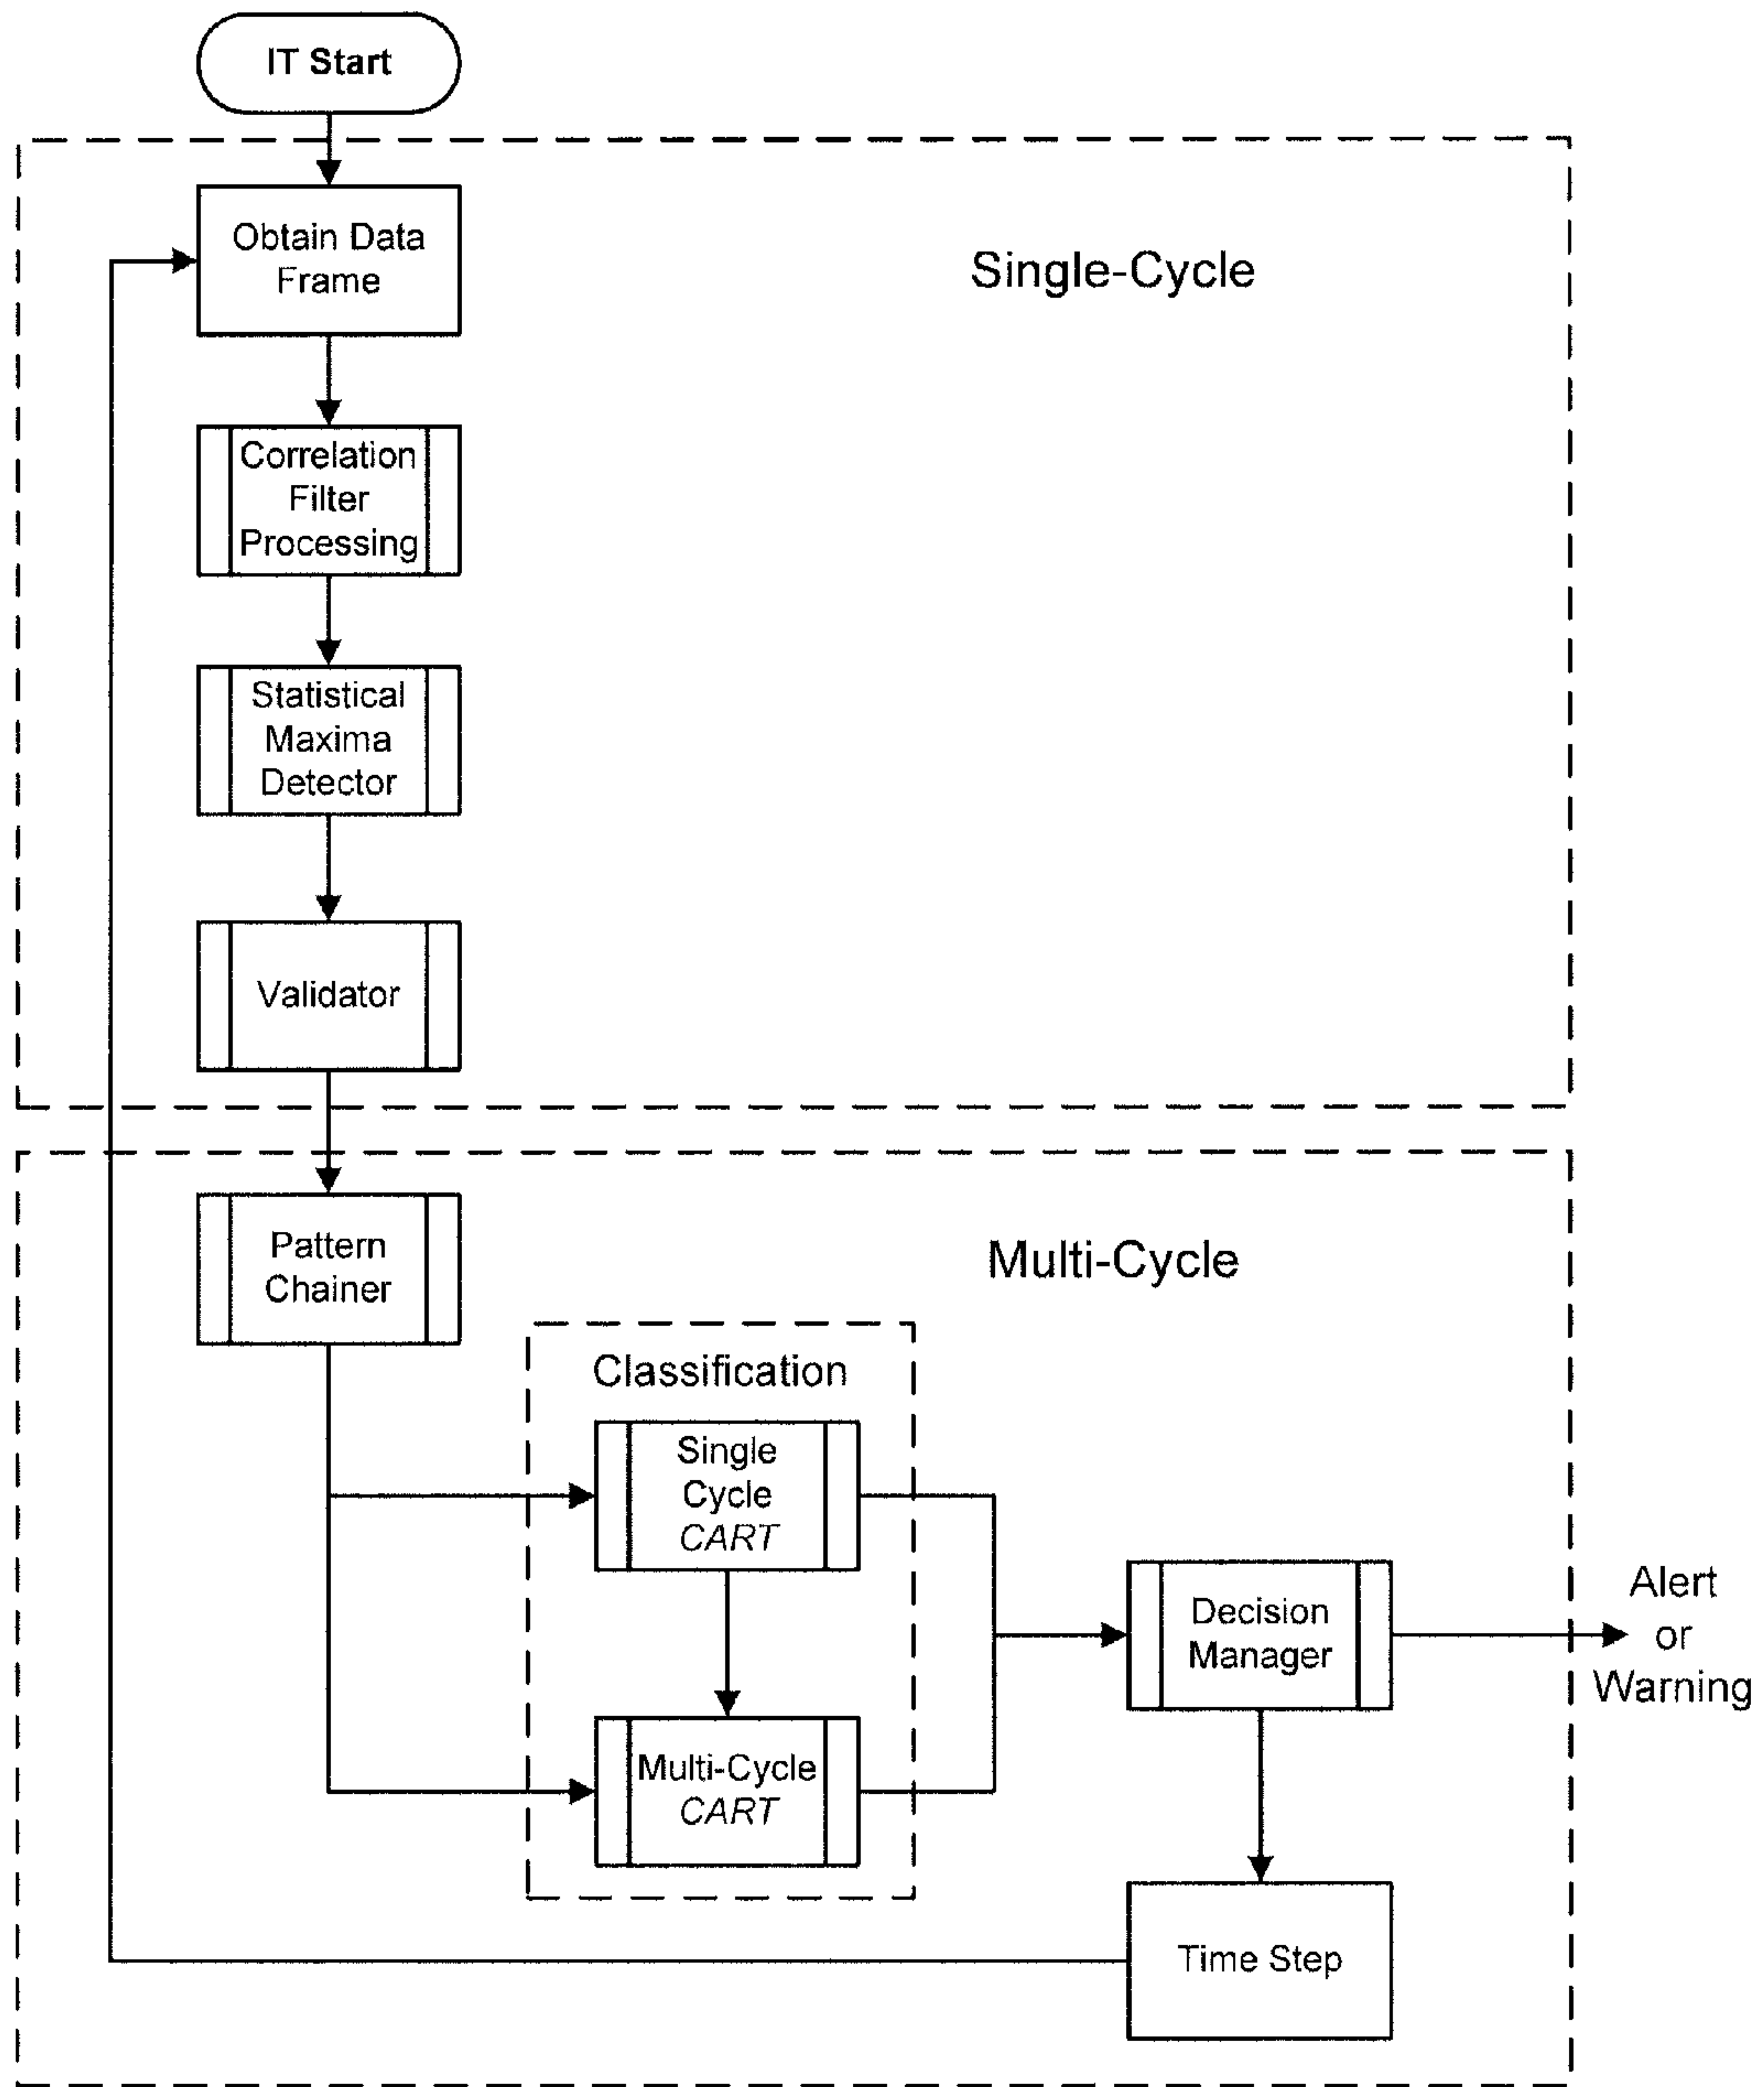 IT Start
Obtain Data
Frame
Single-Cycle
Correlation
Filter
Processing
Statistical
Maxima
Detector
Validator
Pattern
Chainer
Multi-Cycle
Classification
Single
Cycle
CART
Multi-Cycle
CART
Decision
Manager
Alert
or
Warning
Time Step